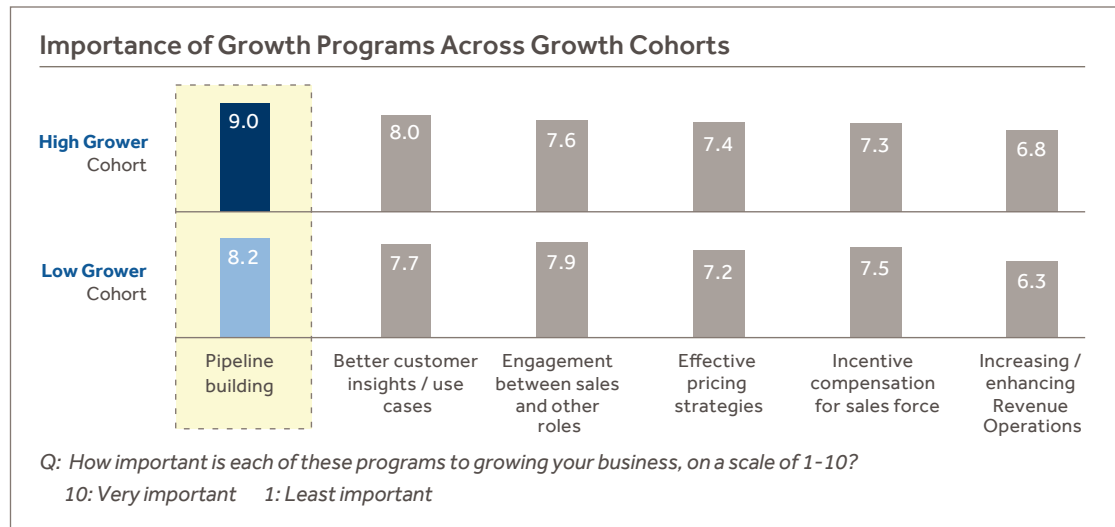 Importance of Growth Programs Across Growth Cohorts
High Grower
Cohort
9.0
8.0
7.6
7.4
7.3
6.8
Low Grower
Cohort
8.2
7.7
7.9
7.2
7.5
6.3
Pipeline
building
Better customer
insights / use
cases
Engagement
between sales
and other
roles
Effective
pricing
strategies
Incentive
compensation
for sales force
Increasing /
enhancing
Revenue
Operations
Q: How important is each of these programs to growing your business, on a scale of 1-10?
10: Very important 1: Least important